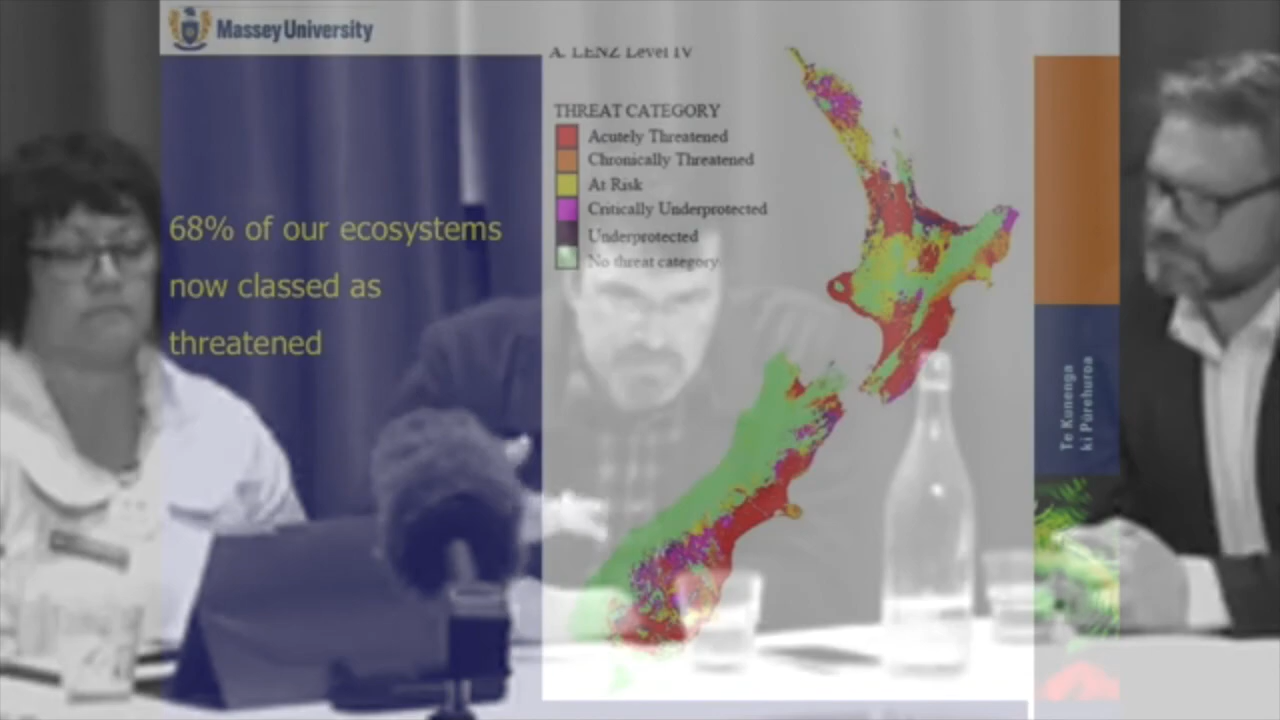 Massey University
A. LENZ Level IV
THREAT CATEGORY
Acutely Threatened
Chronically Threatened
At Risk
Critically Underprotected
Underprotected
No threat category
68% of our ecosystems
now classed as
threatened
Te Kunenga
ki Pūrehuroa